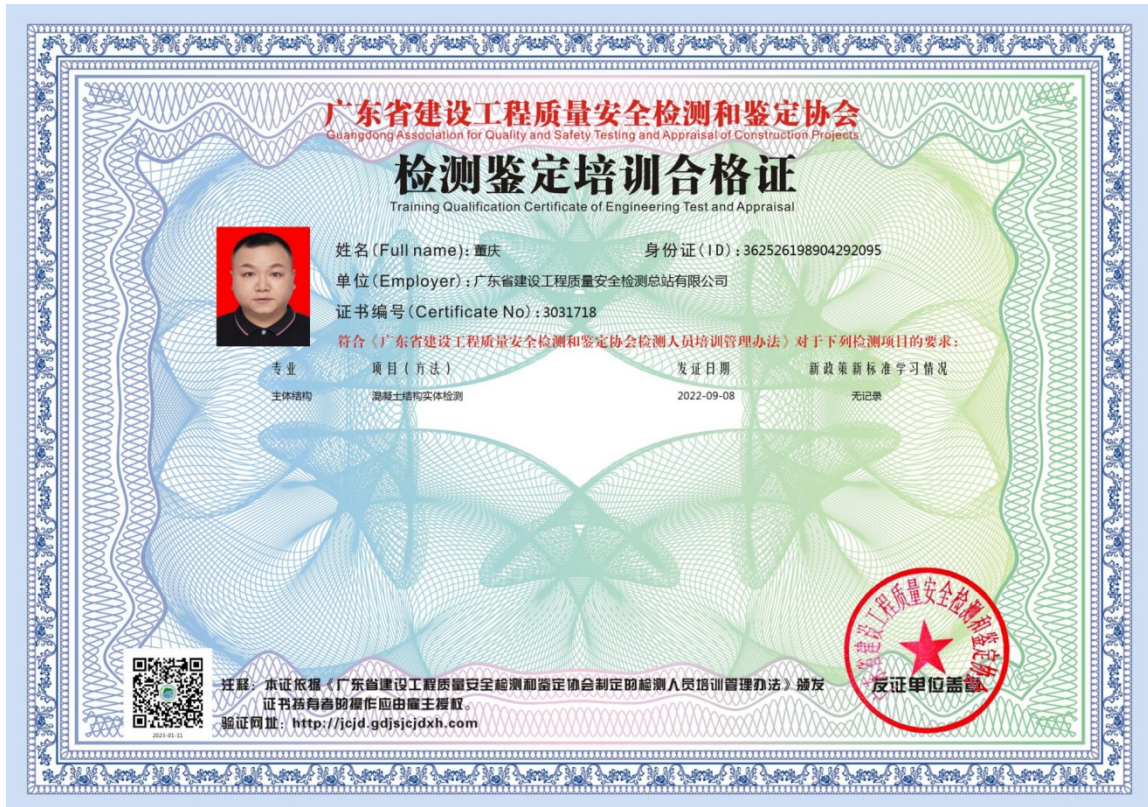 广东省建设工程质量安全检测和鉴定协会
Guangdong Association for Quality and Safety Testing and Appraisal of Construction Projects
检测鉴定培训合格证
Training Qualification Certificate of Engineering Test and Appraisal
姓名(Full name): 董庆 身份证(ID): 362526198904292095
单位(Employer): 广东省建设工程质量安全检测总站有限公司
证书编号(Certificate No): 3031718
符合《广东省建设工程质量安全检测和鉴定协会检测人员培训管理办法》对于下列检测项目的要求:
专业 项目(方法) 发证日期 新政策新标准学习情况
主体结构 混凝土结构实体检测 2022-09-08 无记录
广东省建设工程质量安全检测和鉴定协会
发证单位盖章
注释: 本证依据《广东省建设工程质量安全检测和鉴定协会制定的检测人员培训管理办法》颁发
证书持有者的操作应由雇主授权。
验证网址: http://jcjd.gdjsjcjdxh.com
2023-01-11